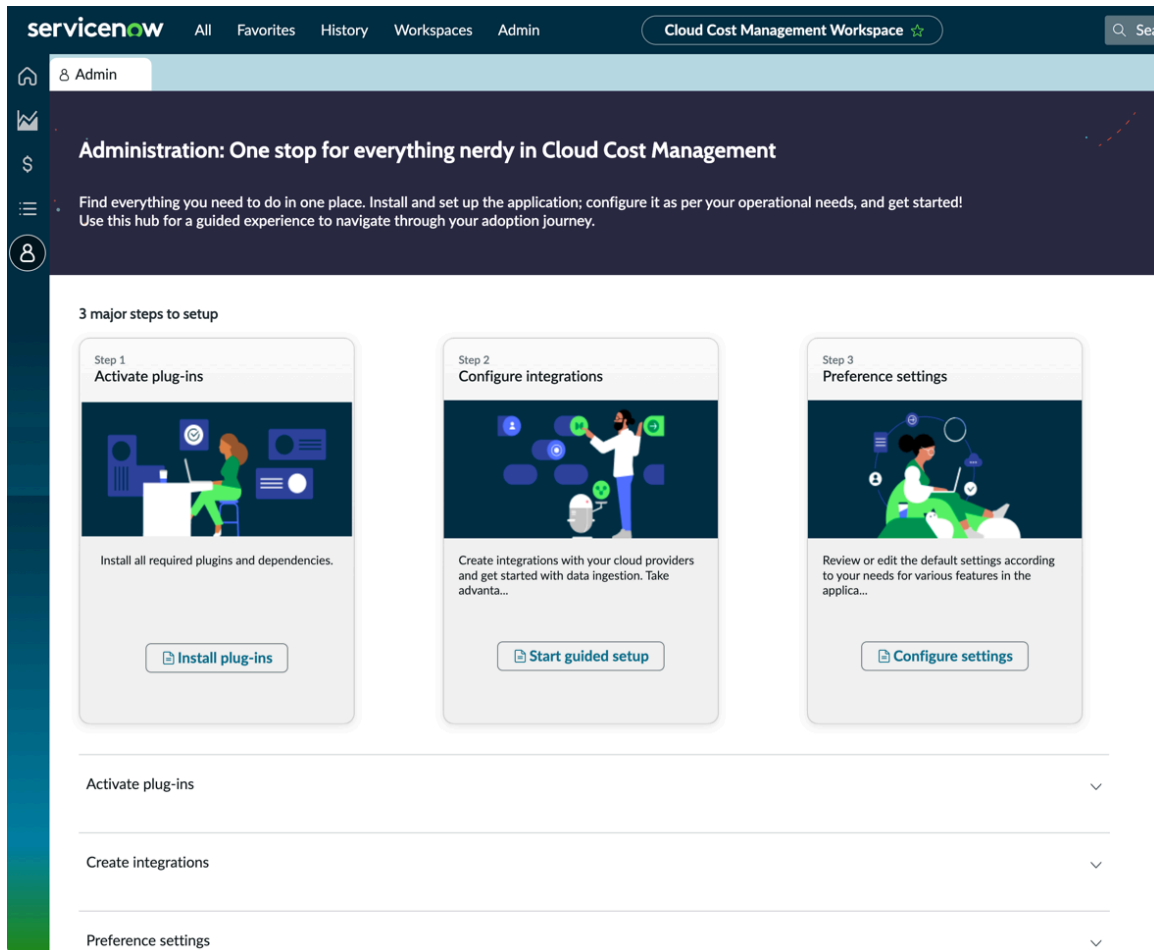 servicenow All Favorites History Workspaces Admin Cloud Cost Management Workspace
Admin
Administration: One stop for everything nerdy in Cloud Cost Management
Find everything you need to do in one place. Install and set up the application; configure it as per your operational needs, and get started!
Use this hub for a guided experience to navigate through your adoption journey.
3 major steps to setup
Step 1
Activate plug-ins
Install all required plugins and dependencies.
Install plug-ins
Step 2
Configure integrations
Create integrations with your cloud providers
and get started with data ingestion. Take
advanta...
Start guided setup
Step 3
Preference settings
Review or edit the default settings according
to your needs for various features in the
applica...
Configure settings
Activate plug-ins
Create integrations
Preference settings